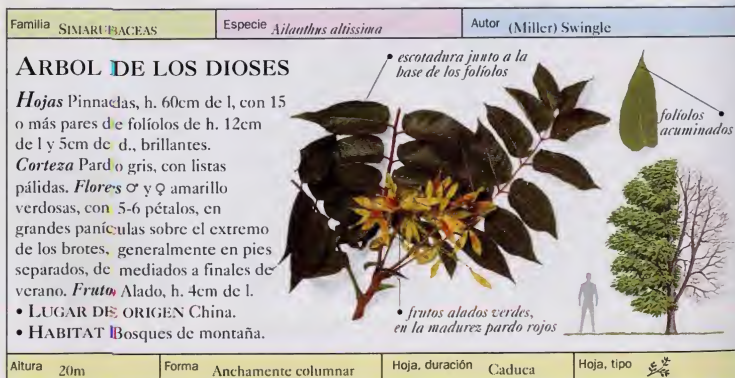 Familia SIMARUBACEAS
Especie Ailanthus altissima
Autor (Miller) Swingle
ARBOL DE LOS DIOSES
Hojas Pinnadas, h. 60cm de l, con 15
o más pares de folíolos de h. 12cm
de l y 5cm de d., brillantes.
Corteza Pardo gris, con listas
pálidas. Flores ♂ y ♀ amarillo
verdosas, con 5-6 pétalos, en
grandes panículas sobre el extremo
de los brotes, generalmente en pies
separados, de mediados a finales de
verano. Fruto, Alado, h. 4cm de l.
• LUGAR DE ORIGEN China.
• HABITAT Bosques de montaña.
• escotadura junto a la
base de los folíolos
folíolos
acuminados
• frutos alados verdes,
en la madurez pardo rojos
Altura 20m
Forma Anchamente columnar
Hoja, duración Caduca
Hoja, tipo